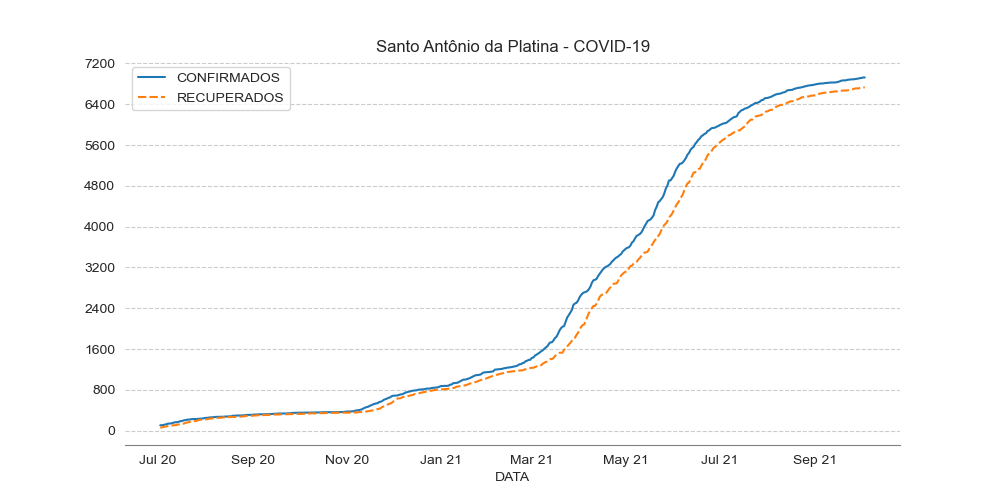 Santo Antônio da Platina - COVID-19
CONFIRMADOS
RECUPERADOS
7200
6400
5600
4800
4000
3200
2400
1600
800
0
Jul 20 Sep 20 Nov 20 Jan 21 Mar 21 May 21 Jul 21 Sep 21
DATA